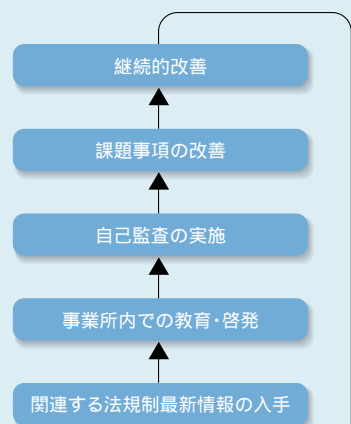 継続的改善
課題事項の改善
自己監査の実施
事業所内での教育･啓発
関連する法規制最新情報の入手